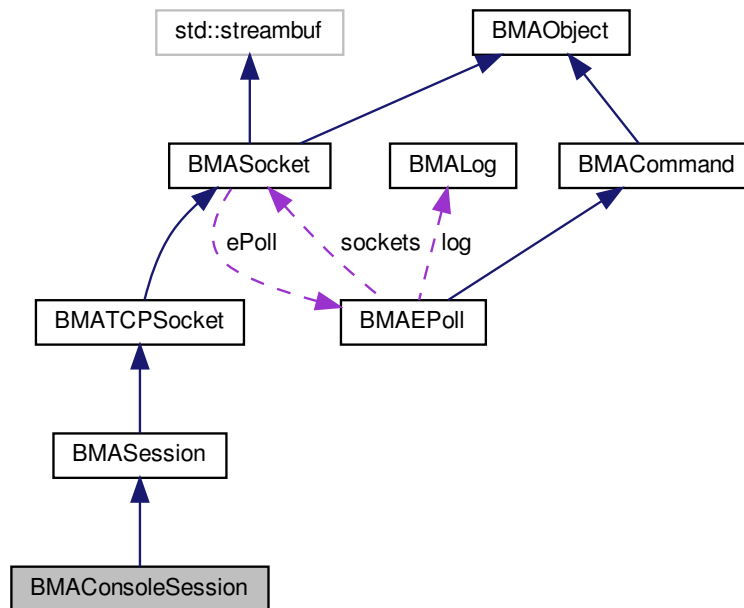 std::streambuf
BMAObject
BMASocket
BMALog
BMACommand
ePoll
sockets
log
BMATCPSocket
BMAEPoll
BMASession
BMAConsoleSession